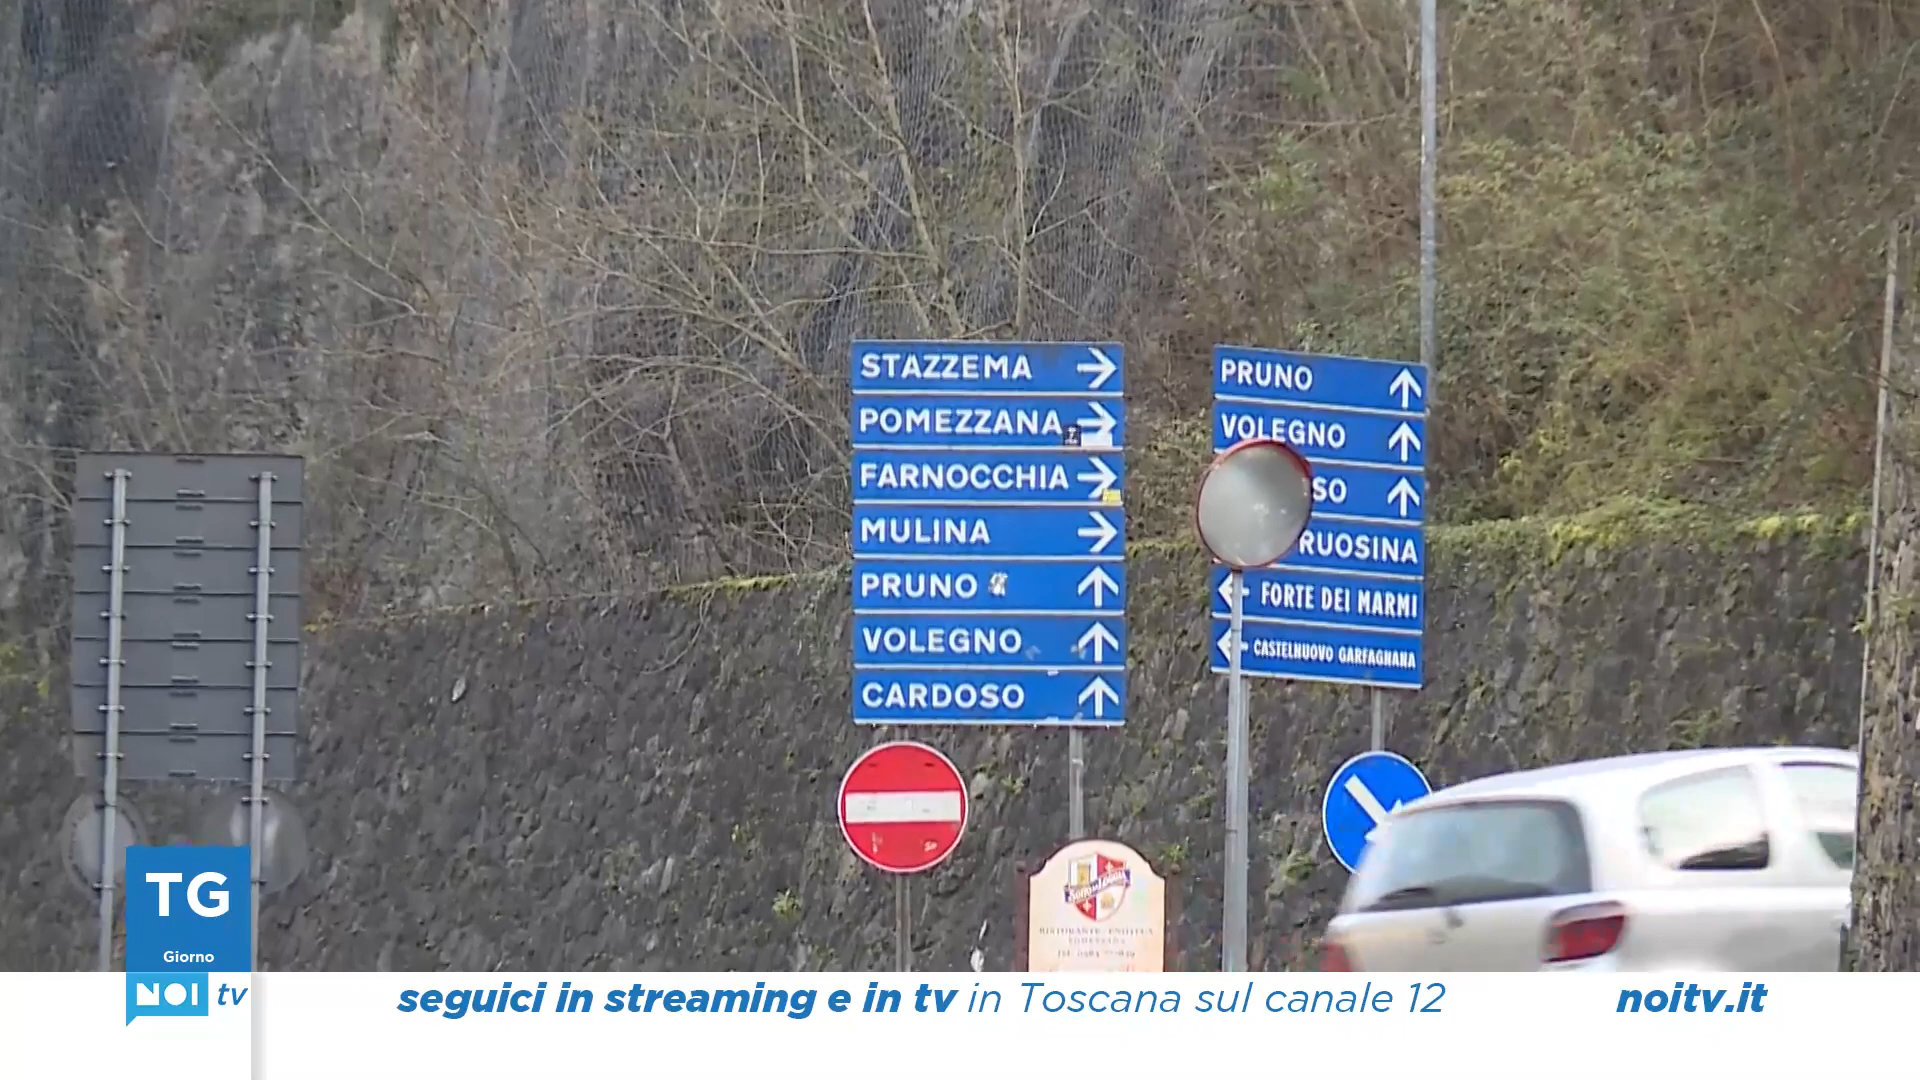 STAZZEMA
POMEZZANA
FARNOCCHIA
MULINA
PRUNO
VOLEGNO
CARDOSO
PRUNO
VOLEGNO
SO
RUOSINA
FORTE DEI MARMI
CASTELNUOVO GARFAGNANA
TG
Giorno
NOI tv
seguici in streaming e in tv in Toscana sul canale 12
noitv.it